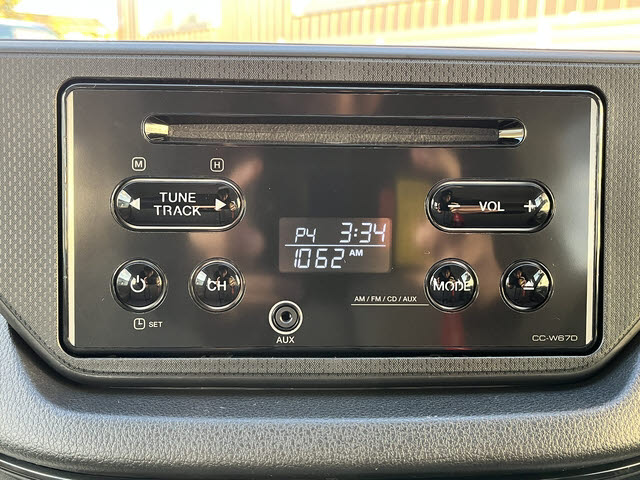 M H
TUNE
TRACK
VOL
P4 3:34
1062 AM
CH
MODE
AM / FM / CD / AUX
SET
AUX
CC-W67D